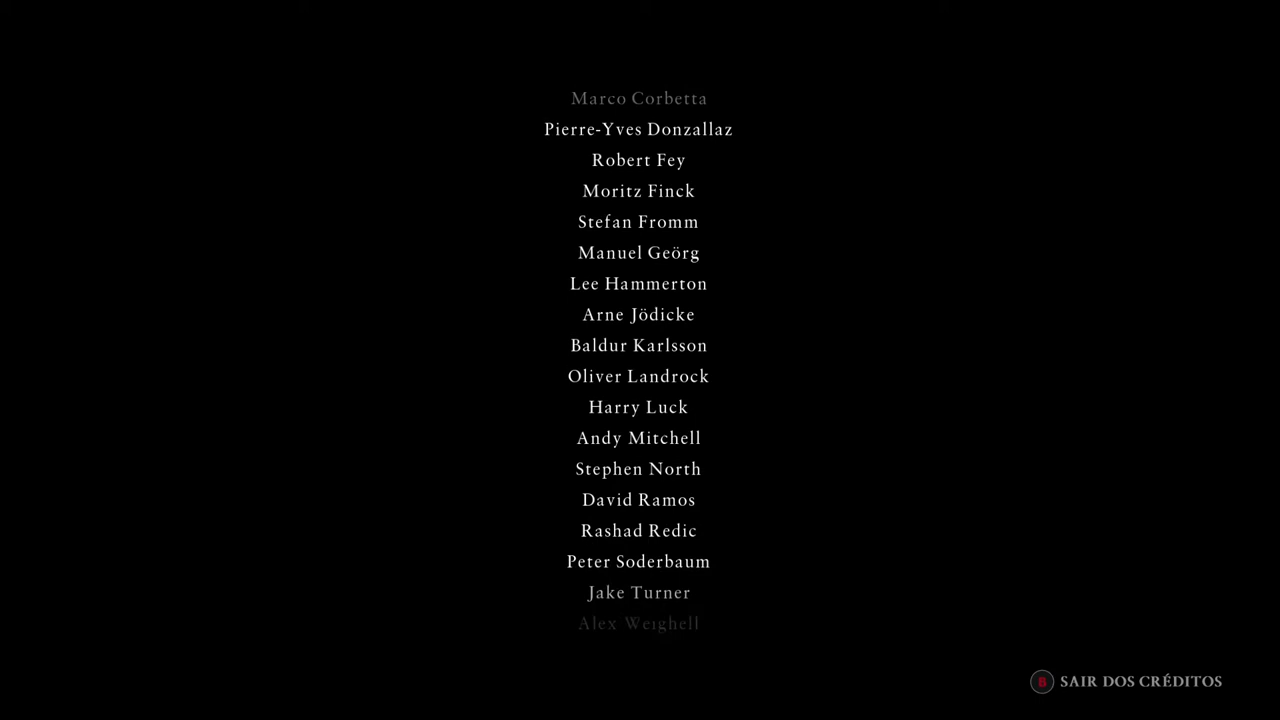 Marco Corbetta
Pierre-Yves Donzallaz
Robert Fey
Moritz Finck
Stefan Fromm
Manuel Geörg
Lee Hammerton
Arne Jödicke
Baldur Karlsson
Oliver Landrock
Harry Luck
Andy Mitchell
Stephen North
David Ramos
Rashad Redic
Peter Soderbaum
Jake Turner
Alex Weighell
B SAIR DOS CRÉDITOS